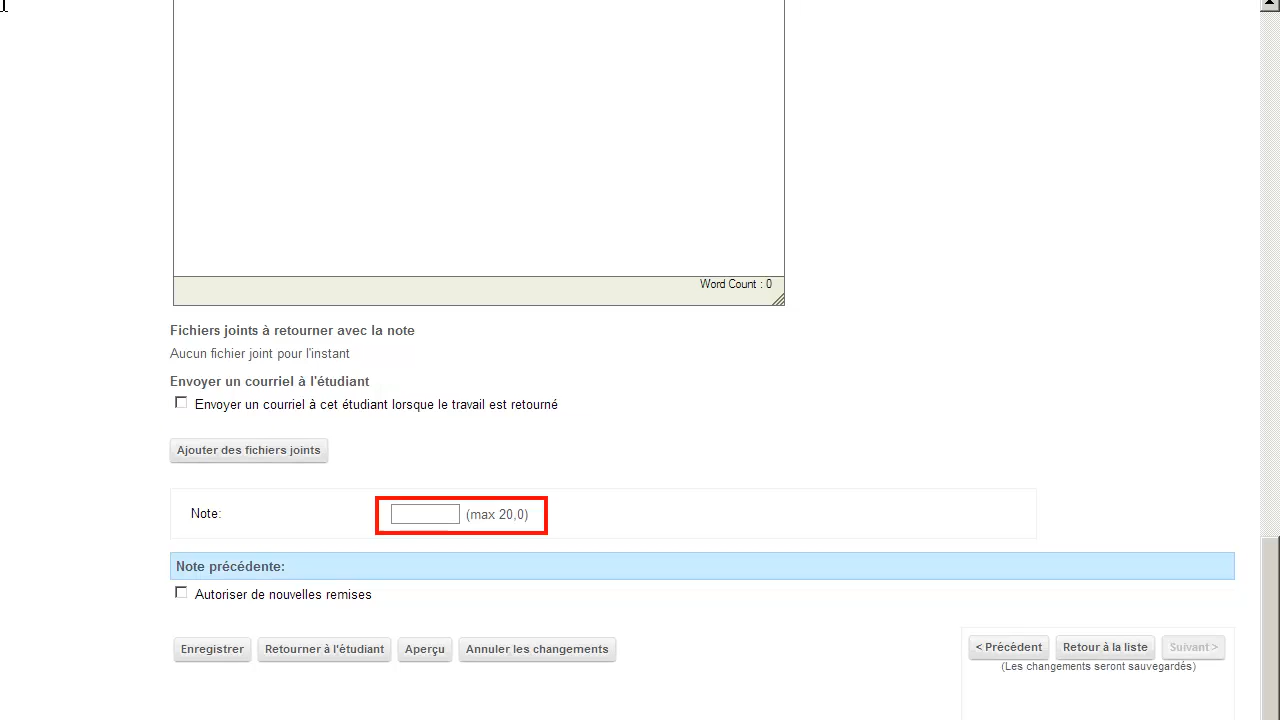 Word Count : 0
Fichiers joints à retourner avec la note
Aucun fichier joint pour l'instant
Envoyer un courriel à l'étudiant
Envoyer un courriel à cet étudiant lorsque le travail est retourné
Ajouter des fichiers joints
Note: (max 20,0)
Note précédente:
Autoriser de nouvelles remises
Enregistrer Retourner à l'étudiant Aperçu Annuler les changements
< Précédent Retour à la liste Suivant >
(Les changements seront sauvegardés)